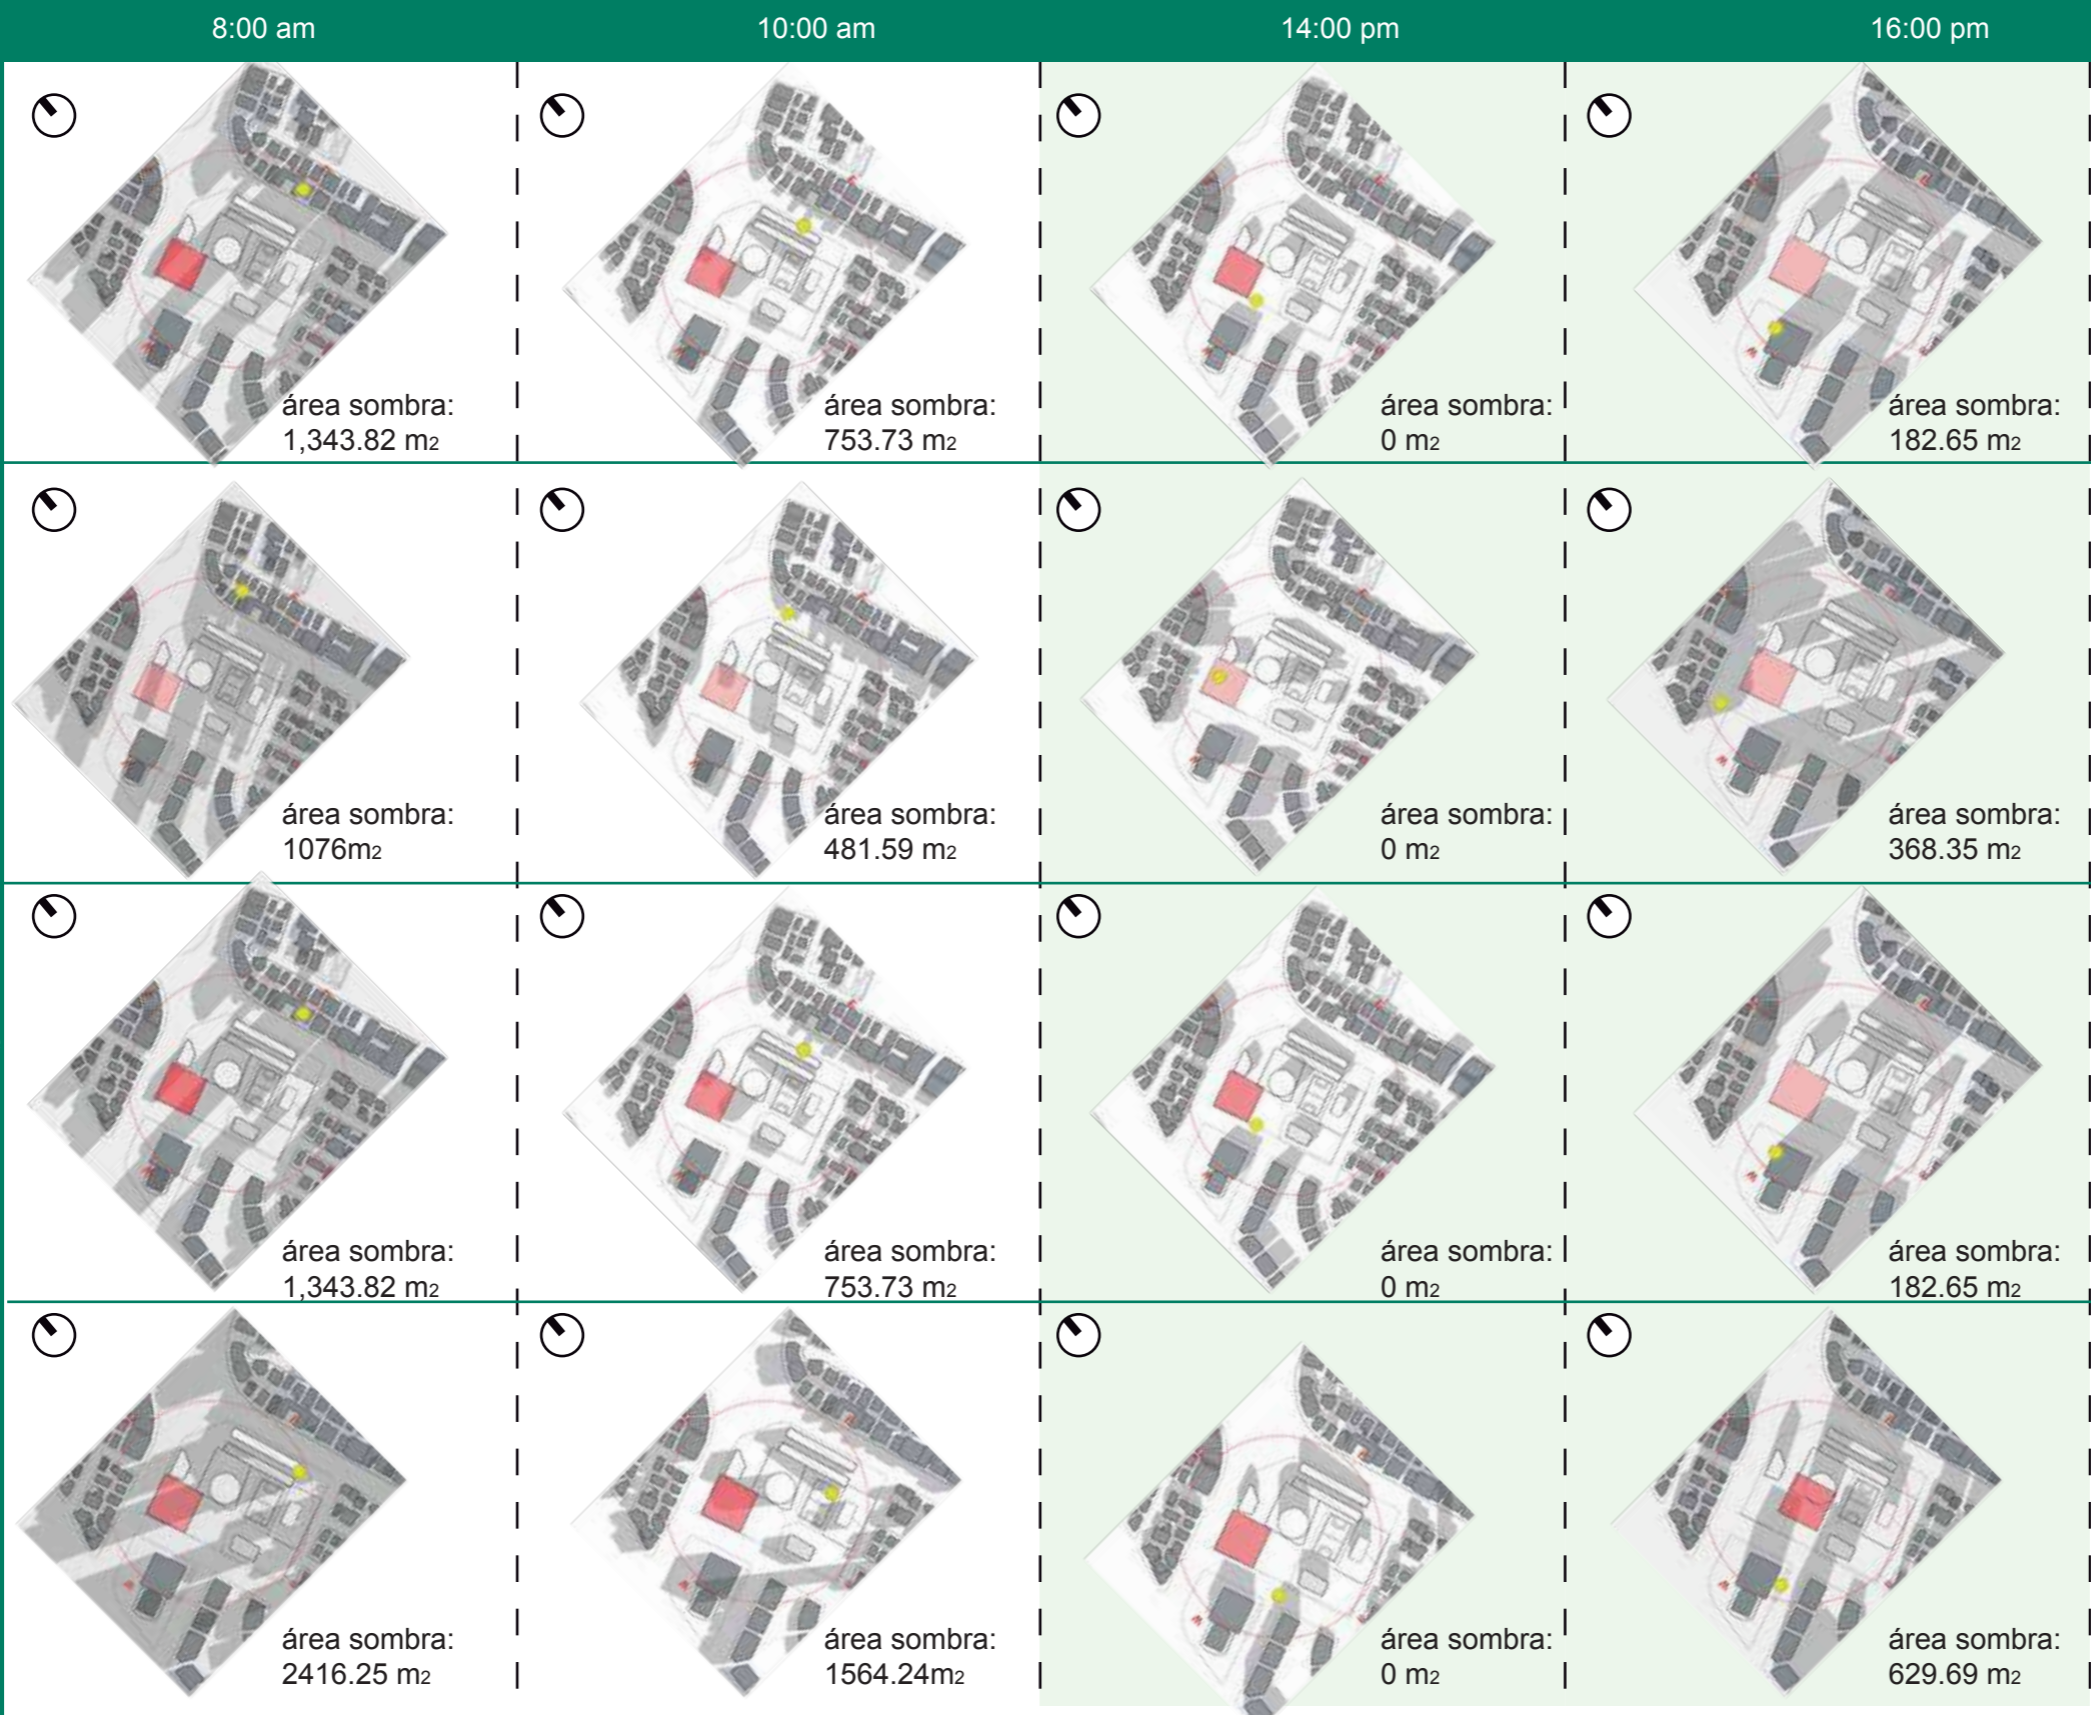 8:00 am
10:00 am
14:00 pm
16:00 pm
área sombra:
1,343.82 m2
área sombra:
753.73 m2
área sombra:
0 m2
área sombra:
182.65 m2
área sombra:
1076m2
área sombra:
481.59 m2
área sombra:
0 m2
área sombra:
368.35 m2
área sombra:
1,343.82 m2
área sombra:
753.73 m2
área sombra:
0 m2
área sombra:
182.65 m2
área sombra:
2416.25 m2
área sombra:
1564.24m2
área sombra:
0 m2
área sombra:
629.69 m2